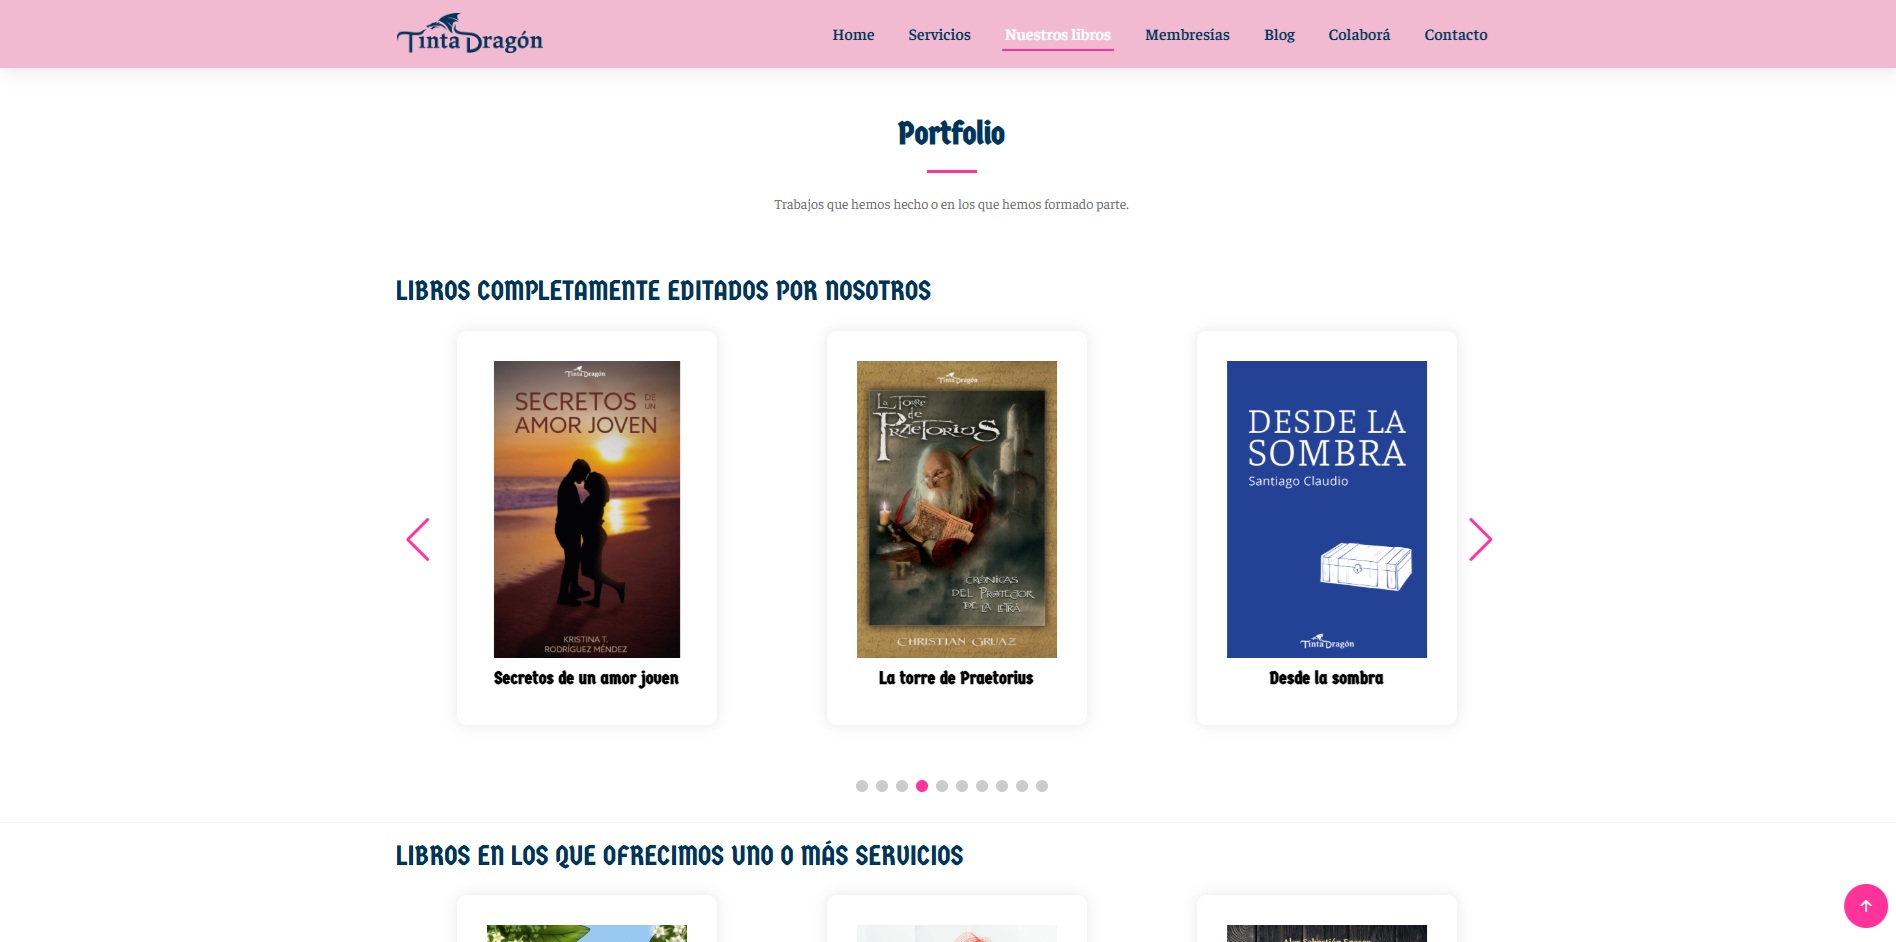 Tinta Dragón
Home Servicios Nuestros libros Membresías Blog Colaborá Contacto
Portfolio
Trabajos que hemos hecho o en los que hemos formado parte.
LIBROS COMPLETAMENTE EDITADOS POR NOSOTROS
Tinta Dragón
SECRETOS DE UN
AMOR JOVEN
KRISTINA T.
RODRÍGUEZ MÉNDEZ
Secretos de un amor joven
Tinta Dragón
La Torre
de
Praetorius
CRÓNICAS
DEL PROTECTOR
DE LA LETRA
CHRISTIAN GRUAZ
La torre de Praetorius
DESDE LA
SOMBRA
Santiago Claudio
Tinta Dragón
Desde la sombra
LIBROS EN LOS QUE OFRECIMOS UNO O MÁS SERVICIOS